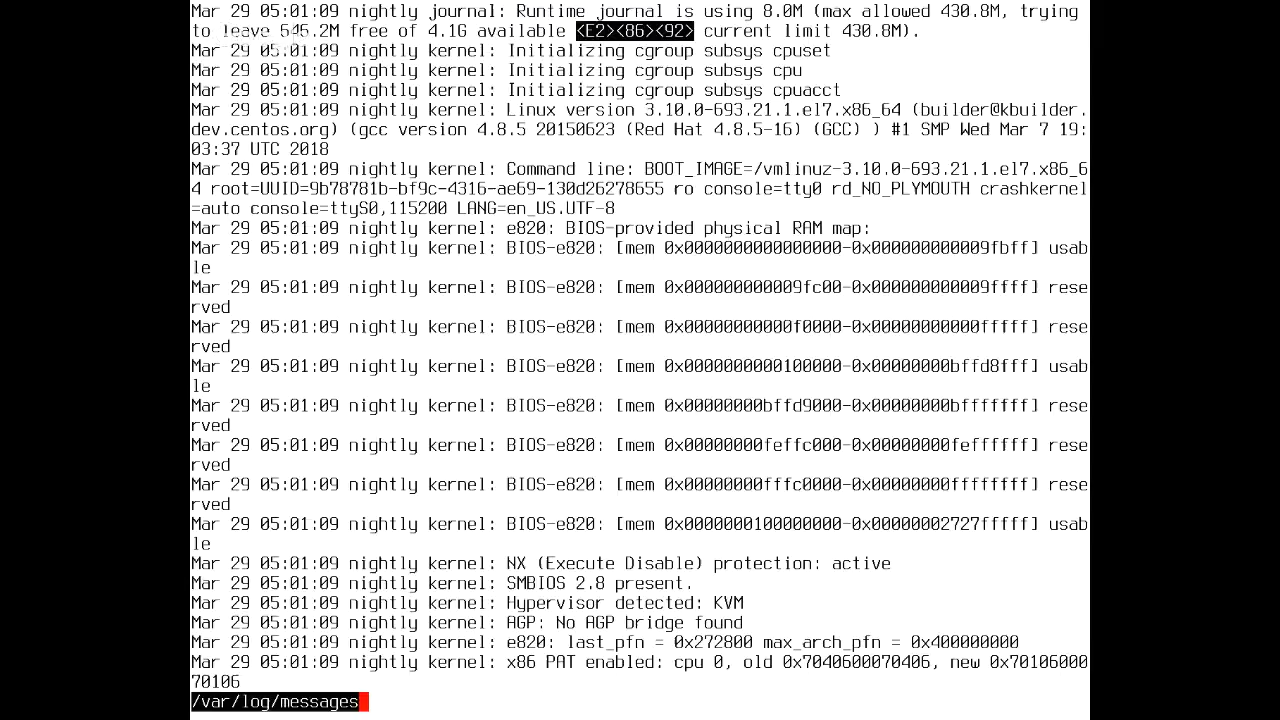 Mar 29 05:01:09 nightly journal: Runtime journal is using 8.0M (max allowed 430.8M, trying
to leave 645.2M free of 4.1G available <E2><86><92> current limit 430.8M).
Mar 29 05:01:09 nightly kernel: Initializing cgroup subsys cpuset
Mar 29 05:01:09 nightly kernel: Initializing cgroup subsys cpu
Mar 29 05:01:09 nightly kernel: Initializing cgroup subsys cpuacct
Mar 29 05:01:09 nightly kernel: Linux version 3.10.0-693.21.1.el7.x86_64 (builder@kbuilder.
dev.centos.org) (gcc version 4.8.5 20150623 (Red Hat 4.8.5-16) (GCC) ) #1 SMP Wed Mar 7 19:
03:37 UTC 2018
Mar 29 05:01:09 nightly kernel: Command line: BOOT_IMAGE=/vmlinuz-3.10.0-693.21.1.el7.x86_6
4 root=UUID=9b78781b-bf9c-4316-ae69-130d26278655 ro console=tty0 rd_NO_PLYMOUTH crashkernel
=auto console=ttyS0,115200 LANG=en_US.UTF-8
Mar 29 05:01:09 nightly kernel: e820: BIOS-provided physical RAM map:
Mar 29 05:01:09 nightly kernel: BIOS-e820: [mem 0x0000000000000000-0x000000000009fbff] usab
le
Mar 29 05:01:09 nightly kernel: BIOS-e820: [mem 0x000000000009fc00-0x000000000009ffff] rese
rved
Mar 29 05:01:09 nightly kernel: BIOS-e820: [mem 0x00000000000f0000-0x00000000000fffff] rese
rved
Mar 29 05:01:09 nightly kernel: BIOS-e820: [mem 0x0000000000100000-0x00000000bffd8fff] usab
le
Mar 29 05:01:09 nightly kernel: BIOS-e820: [mem 0x00000000bffd9000-0x00000000bfffffff] rese
rved
Mar 29 05:01:09 nightly kernel: BIOS-e820: [mem 0x00000000feffc000-0x00000000feffffff] rese
rved
Mar 29 05:01:09 nightly kernel: BIOS-e820: [mem 0x00000000fffc0000-0x00000000ffffffff] rese
rved
Mar 29 05:01:09 nightly kernel: BIOS-e820: [mem 0x0000000100000000-0x00000002727fffff] usab
le
Mar 29 05:01:09 nightly kernel: NX (Execute Disable) protection: active
Mar 29 05:01:09 nightly kernel: SMBIOS 2.8 present.
Mar 29 05:01:09 nightly kernel: Hypervisor detected: KVM
Mar 29 05:01:09 nightly kernel: AGP: No AGP bridge found
Mar 29 05:01:09 nightly kernel: e820: last_pfn = 0x272800 max_arch_pfn = 0x400000000
Mar 29 05:01:09 nightly kernel: x86 PAT enabled: cpu 0, old 0x7040600070406, new 0x70106000
70106
/var/log/messages